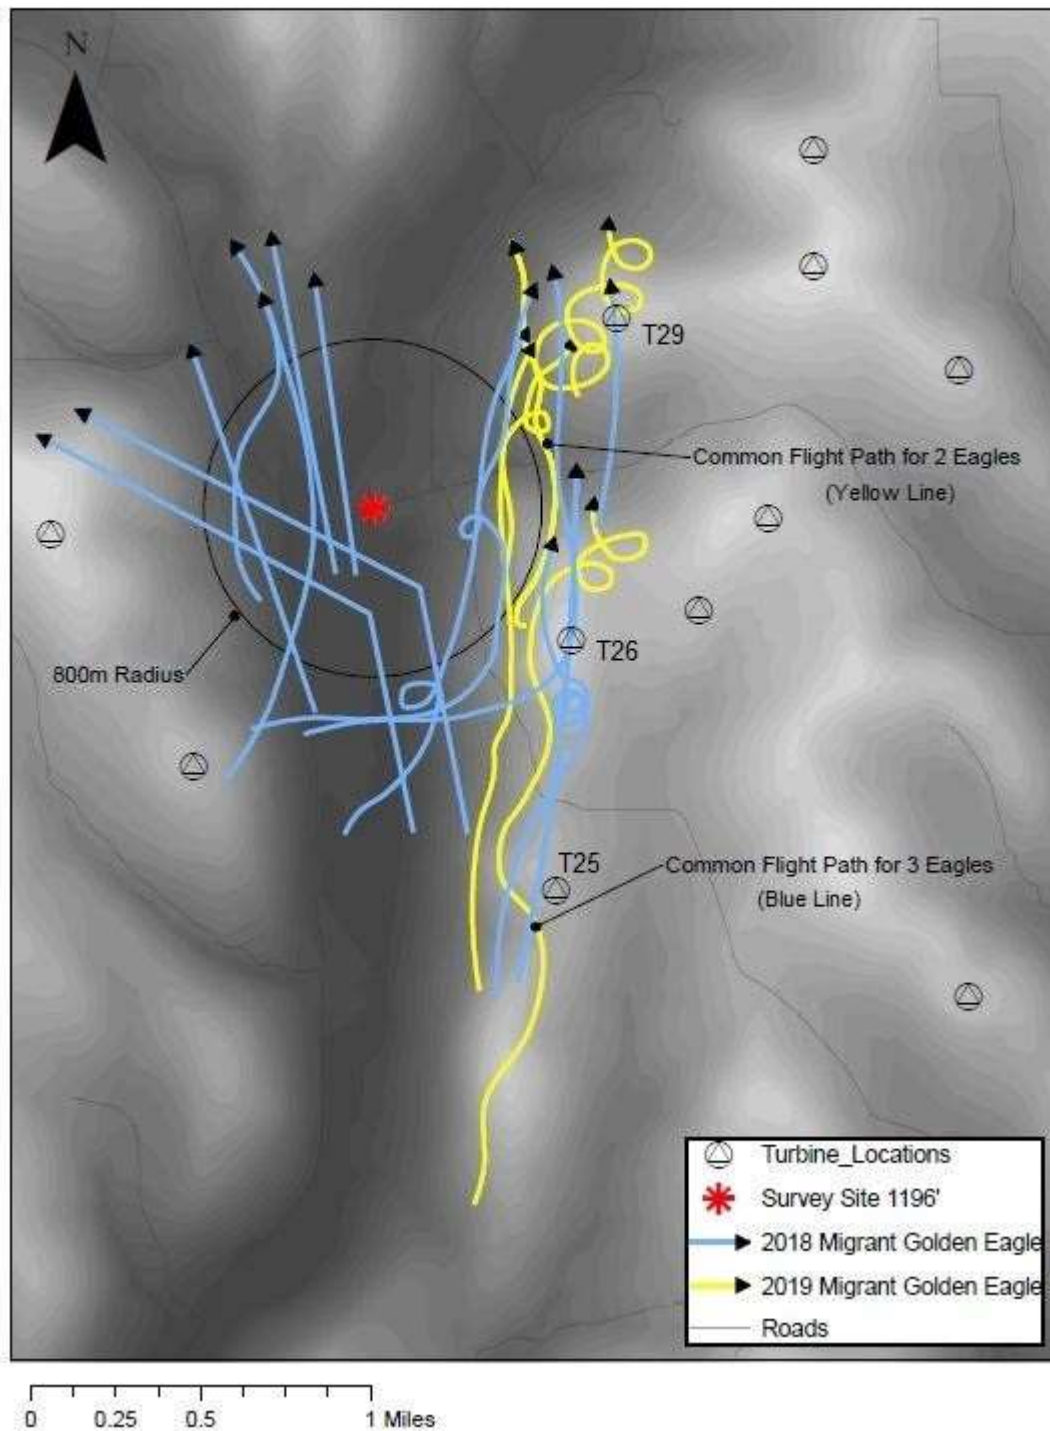 N
T29
Common Flight Path for 2 Eagles
(Yellow Line)
T26
800m Radius
T25
Common Flight Path for 3 Eagles
(Blue Line)
Turbine_Locations
Survey Site 1196'
2018 Migrant Golden Eagle
2019 Migrant Golden Eagle
Roads
0 0.25 0.5 1 Miles